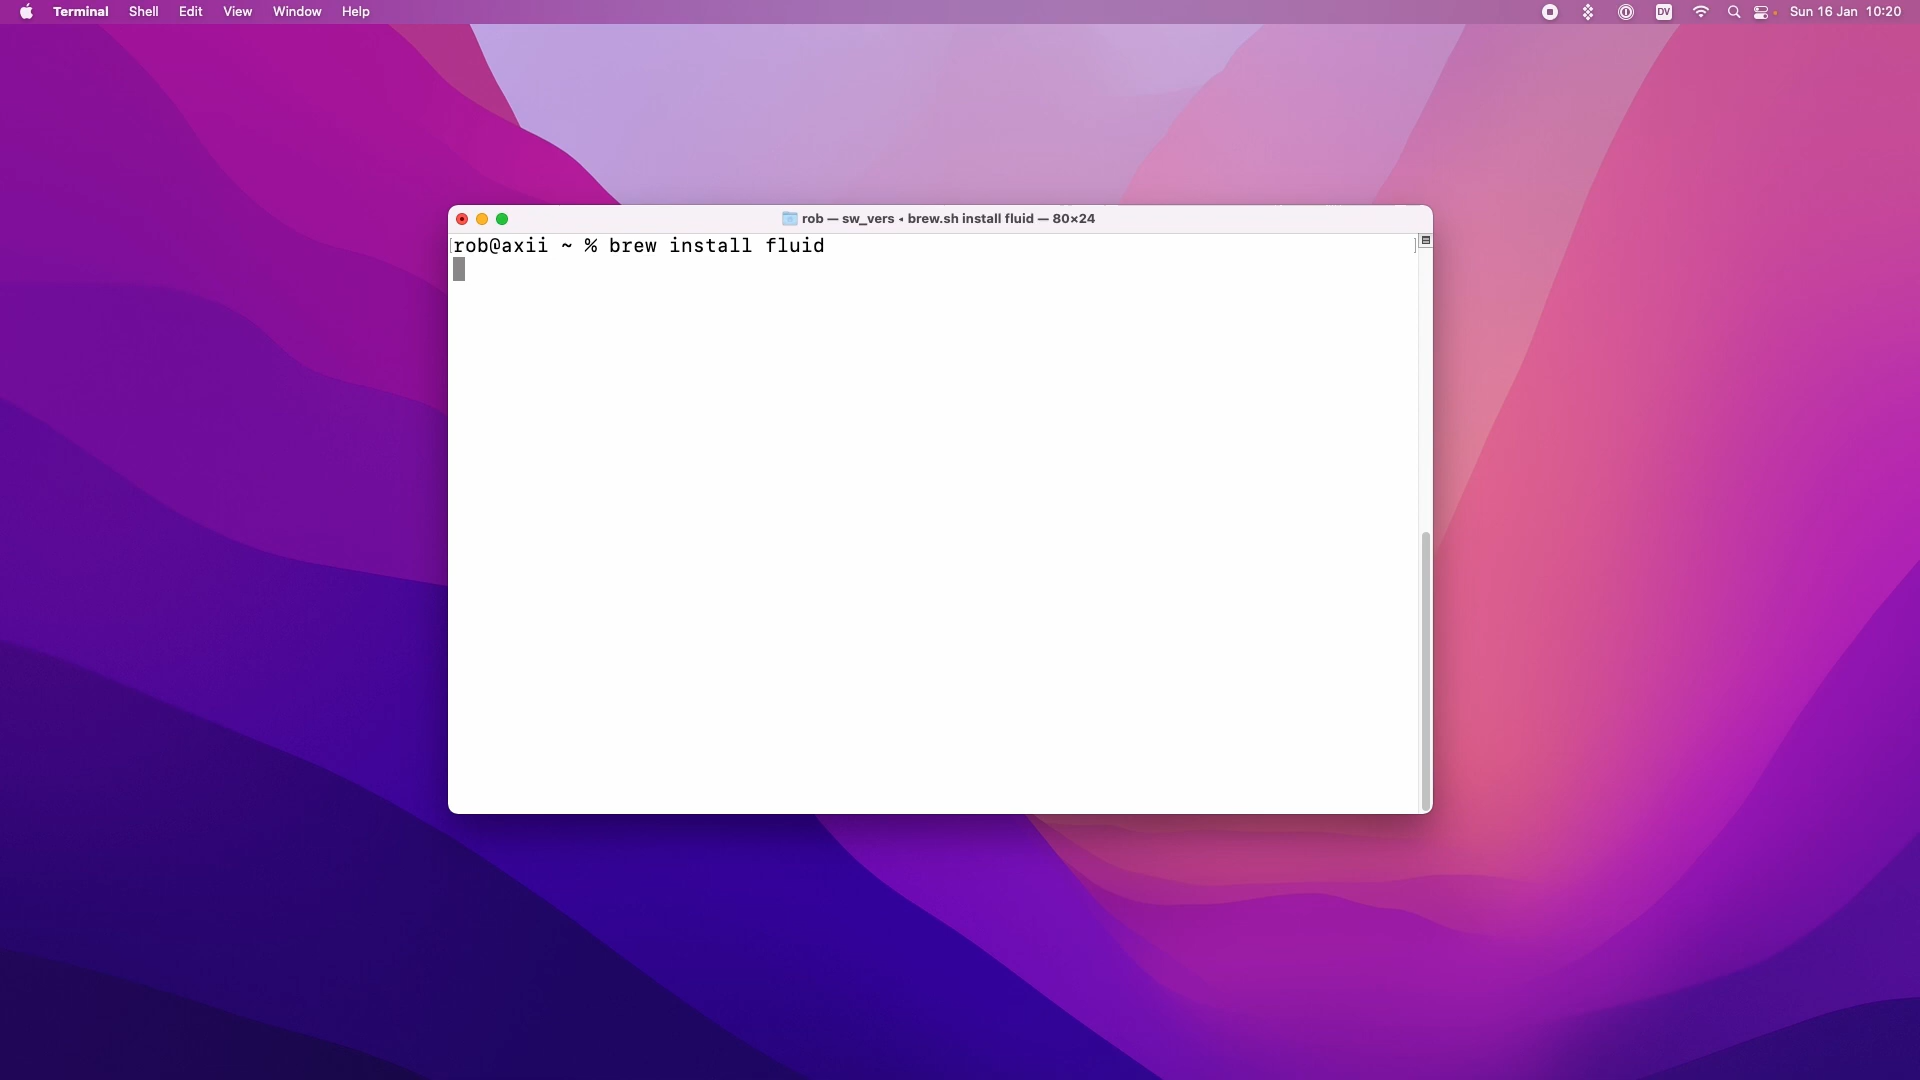 Terminal Shell Edit View Window Help DV Sun 16 Jan 10:20
rob — sw_vers ◂ brew.sh install fluid — 80×24
rob@axii ~ % brew install fluid